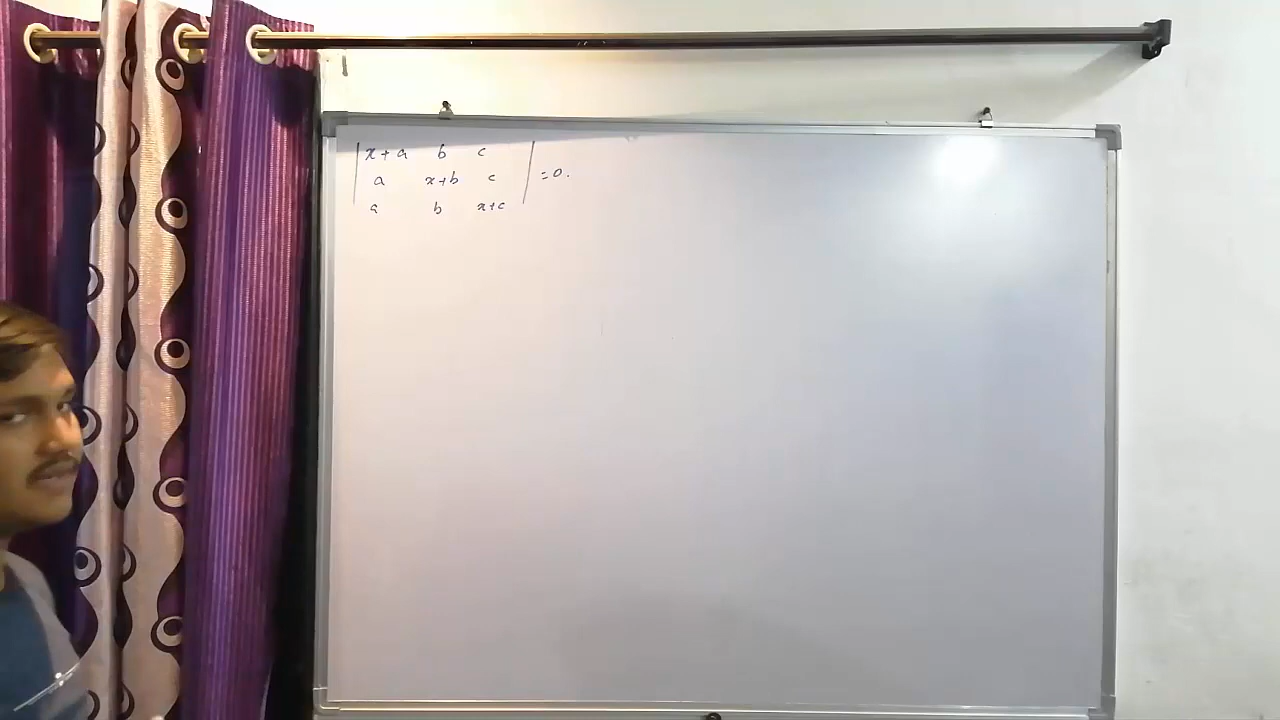 | x+a b c |
| a x+b c | =0.
| a b x+c |